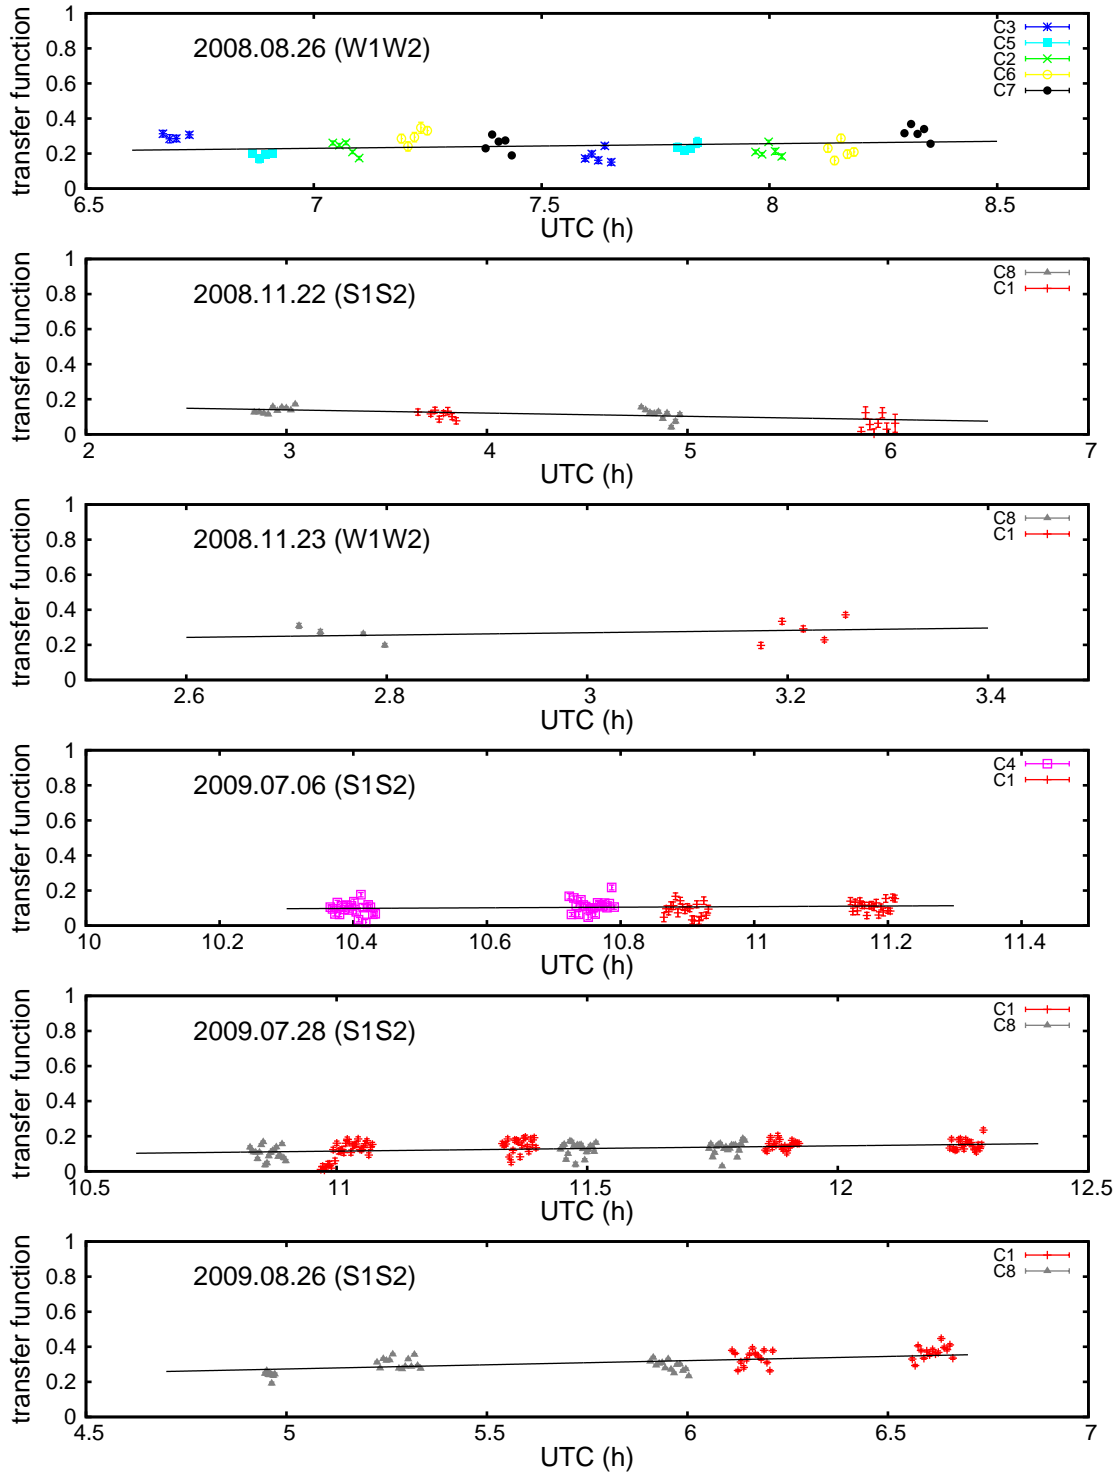 transfer function
1
0.8
0.6
0.4
0.2
0
2008.08.26 (W1W2)
C3
C5
C2
C6
C7
6.5 7 7.5 8 8.5
UTC (h)
transfer function
1
0.8
0.6
0.4
0.2
0
2008.11.22 (S1S2)
C8
C1
2 3 4 5 6 7
UTC (h)
transfer function
1
0.8
0.6
0.4
0.2
0
2008.11.23 (W1W2)
C8
C1
2.6 2.8 3 3.2 3.4
UTC (h)
transfer function
1
0.8
0.6
0.4
0.2
0
2009.07.06 (S1S2)
C4
C1
10 10.2 10.4 10.6 10.8 11 11.2 11.4
UTC (h)
transfer function
1
0.8
0.6
0.4
0.2
0
2009.07.28 (S1S2)
C1
C8
10.5 11 11.5 12 12.5
UTC (h)
transfer function
1
0.8
0.6
0.4
0.2
0
2009.08.26 (S1S2)
C1
C8
4.5 5 5.5 6 6.5 7
UTC (h)